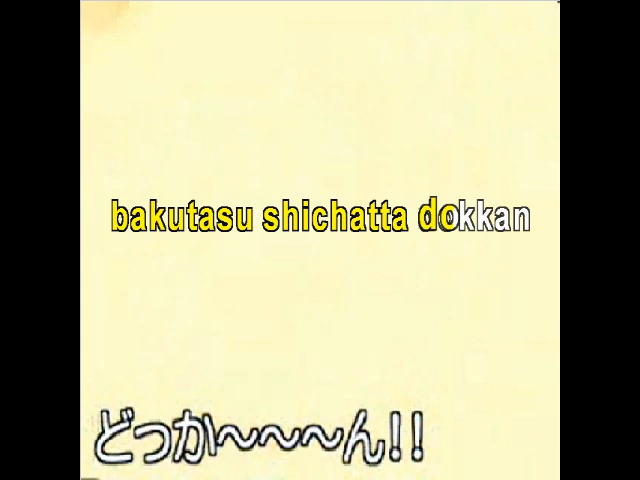 bakutasu shichatta dokkan
どっか〜〜〜ん!!